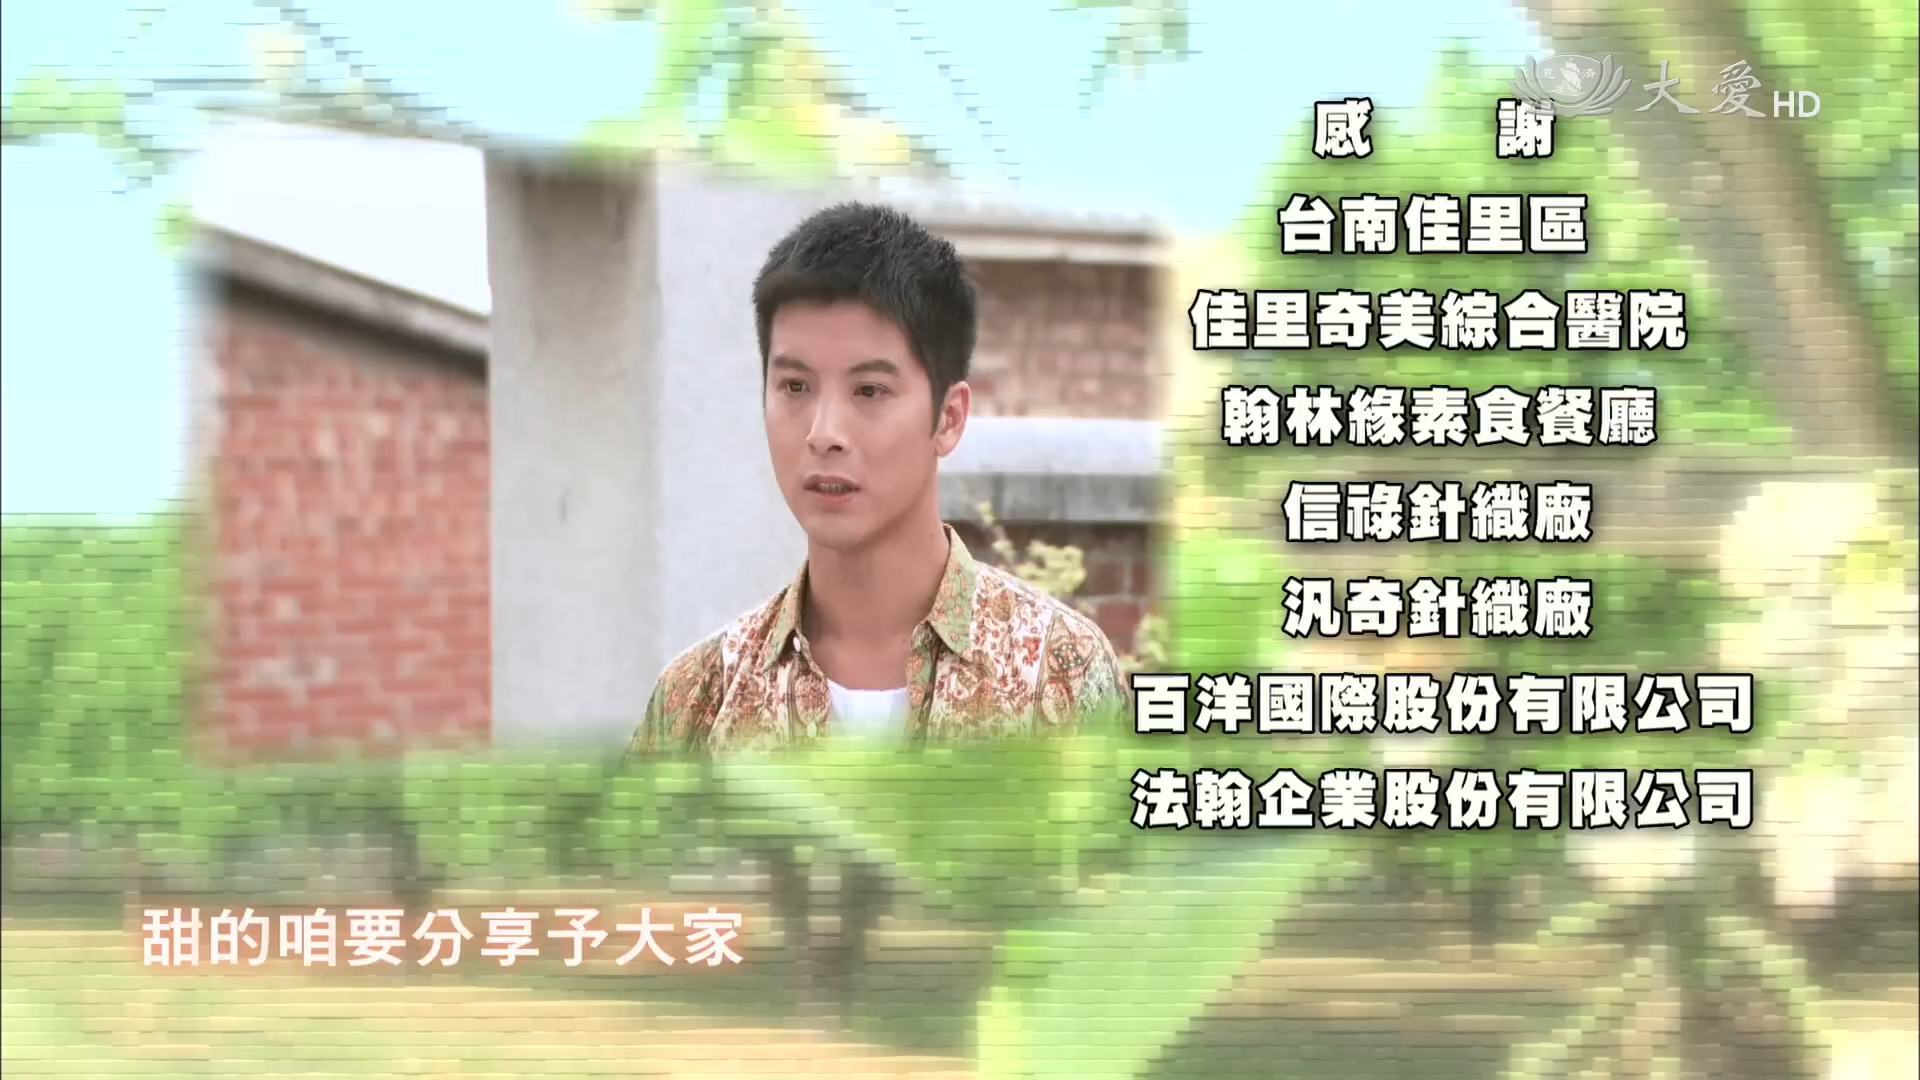 大愛HD
感 謝
台南佳里區
佳里奇美綜合醫院
翰林緣素食餐廳
信祿針織廠
汎奇針織廠
百洋國際股份有限公司
法翰企業股份有限公司
甜的咱要分享予大家